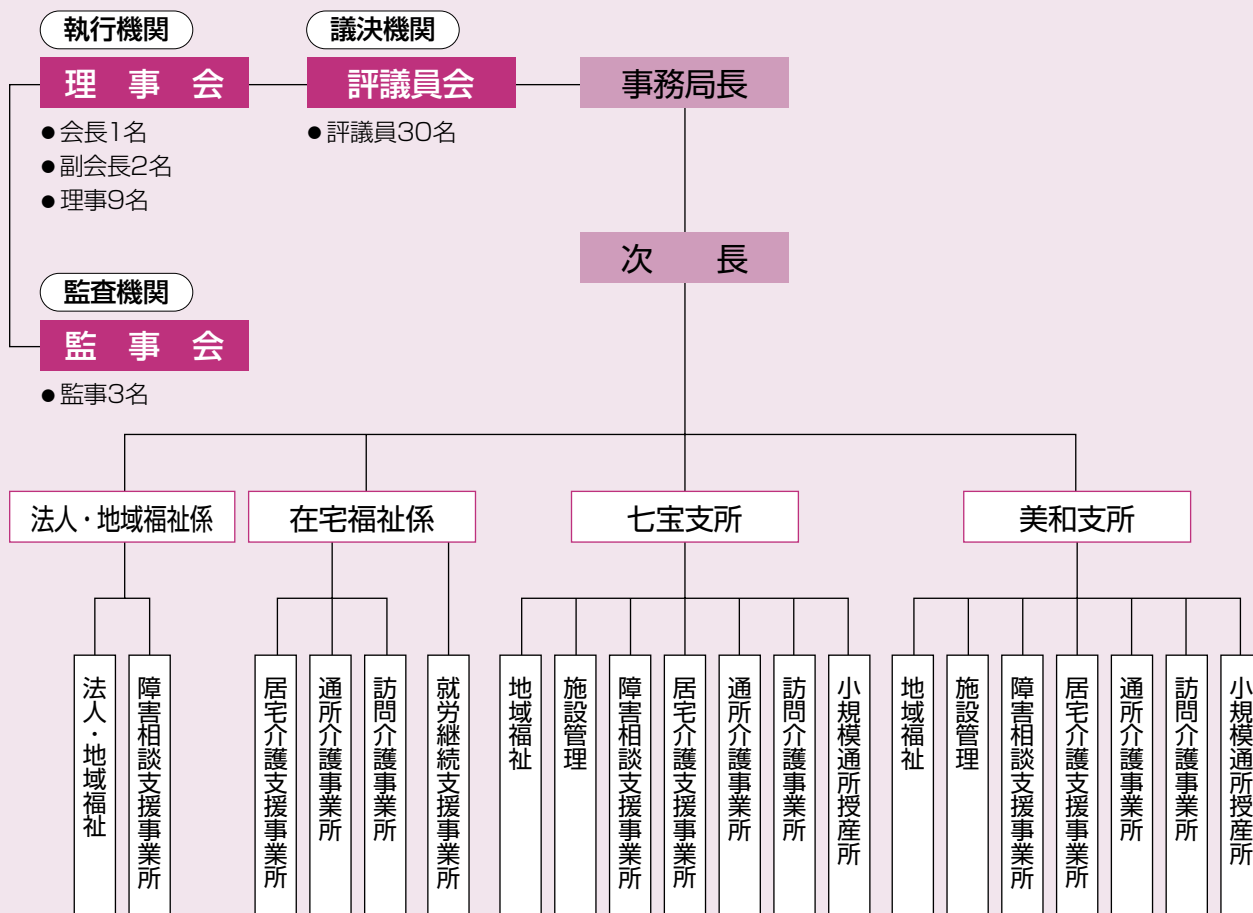 執行機関
理事会
●会長1名
●副会長2名
●理事9名
議決機関
評議員会
●評議員30名
事務局長
次長
監査機関
監事会
●監事3名
法人・地域福祉係
在宅福祉係
七宝支所
美和支所
法人・地域福祉
障害相談支援事業所
居宅介護支援事業所
通所介護事業所
訪問介護事業所
就労継続支援事業所
地域福祉
施設管理
障害相談支援事業所
居宅介護支援事業所
通所介護事業所
訪問介護事業所
小規模通所授産所
地域福祉
施設管理
障害相談支援事業所
居宅介護支援事業所
通所介護事業所
訪問介護事業所
小規模通所授産所